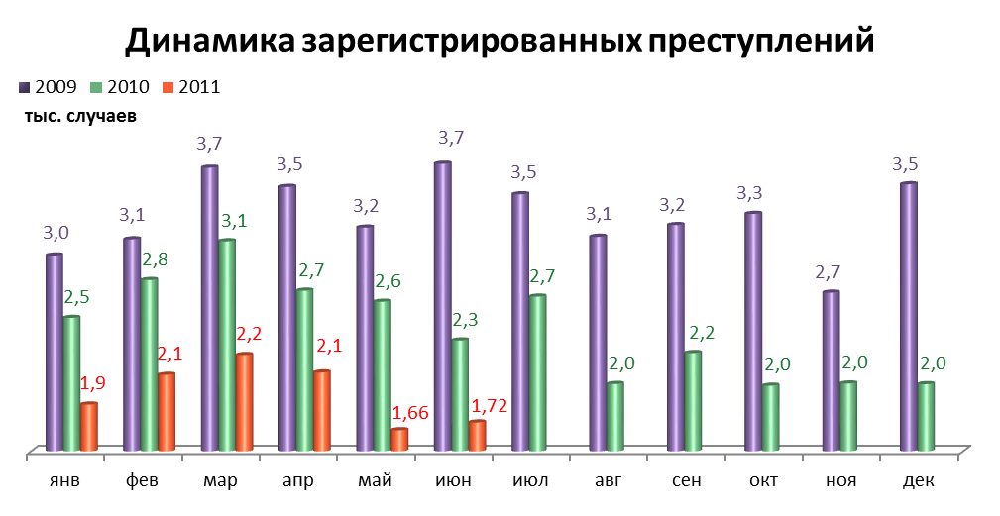 Динамика зарегистрированных преступлений
2009 2010 2011
тыс. случаев
3,0 2,5 1,9
3,1 2,8 2,1
3,7 3,1 2,2
3,5 2,7 2,1
3,2 2,6 1,66
3,7 2,3 1,72
3,5 2,7
3,1 2,0
3,2 2,2
3,3 2,0
2,7 2,0
3,5 2,0
янв фев мар апр май июн июл авг сен окт ноя дек